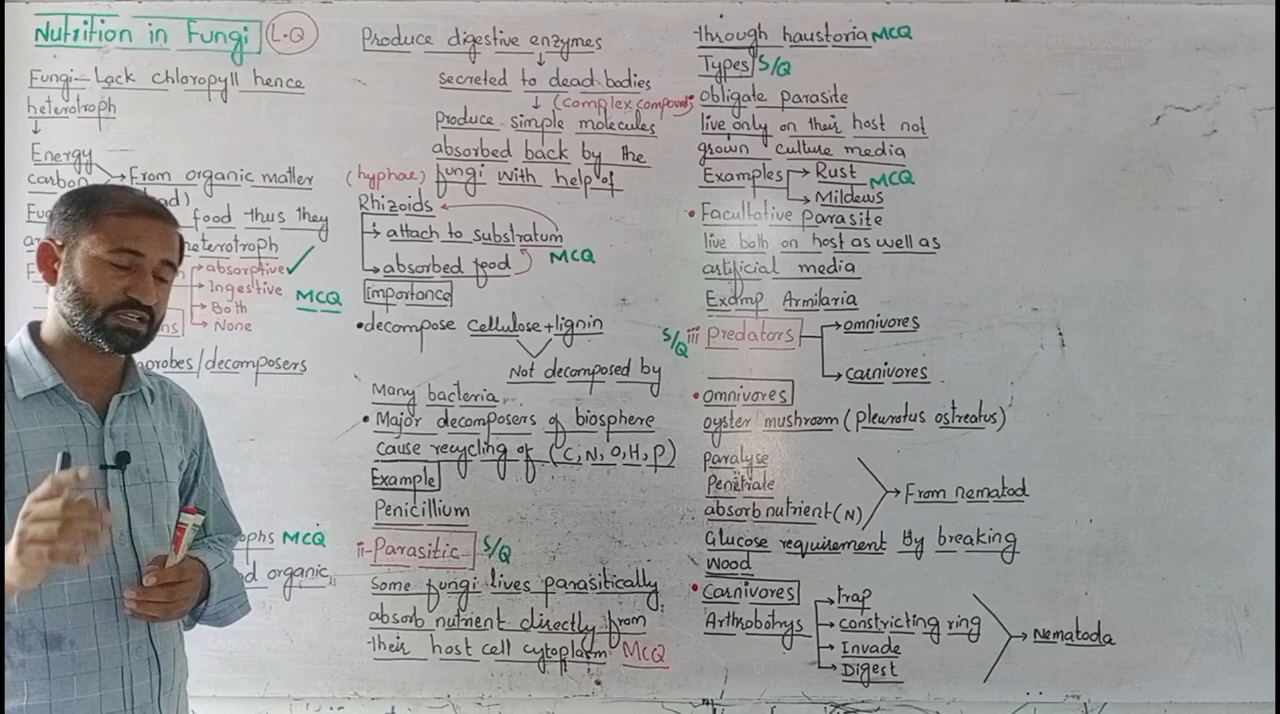 Nutrition in Fungi L.Q
Fungi- Lack chloropyll hence
heterotroph
Energy
carbon
From organic matter
food thus they
heterotroph
absorptive ✓
Ingestive
Both
None
MCQ
orobes/decomposers
ophs MCQ
d organic
Produce digestive enzymes
secreted to dead bodies
(complex compound)
produce simple molecules
absorbed back by the
(hyphae) fungi with help of
Rhizoids
attach to substratum
MCQ
absorbed food
Importance
•decompose cellulose+lignin
Not decomposed by
Many bacteria
• Major decomposers of biosphere
cause recycling of (C, N, O, H, P)
Example
Penicillium
ii-Parasitic S/Q
Some fungi lives parasitically
absorb nutrient directly from
their host cell cytoplasm MCQ
through haustoria MCQ
Types S/Q
• obligate parasite
live only on their host not
grown culture media
Examples Rust
MCQ
Mildews
• Facultative parasite
live both on host as well as
artificial media
Examp Armilaria
S/Q iii predators
omnivores
carnivores
• omnivores
oyster mushroom (pleurotus ostreatus)
paralyse
Penetrate
absorb nutrient (N)
From nematod
Glucose requirement By breaking
Wood
• Carnivores
Arthrobotrys
trap
constricting ring
Invade
Digest
Nematoda